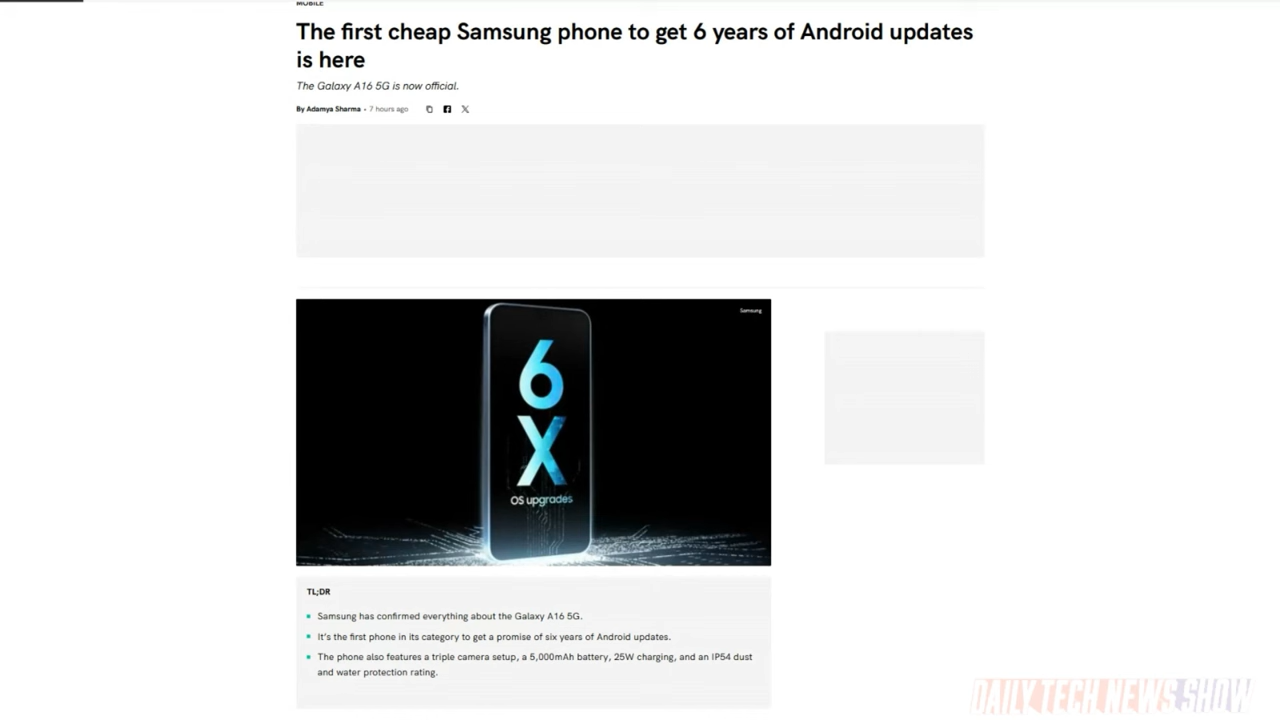 MOBILE
The first cheap Samsung phone to get 6 years of Android updates
is here
The Galaxy A16 5G is now official.
By Adamya Sharma • 7 hours ago
Samsung
6
X
OS upgrades
TL;DR
Samsung has confirmed everything about the Galaxy A16 5G.
It's the first phone in its category to get a promise of six years of Android updates.
The phone also features a triple camera setup, a 5,000mAh battery, 25W charging, and an IP54 dust
and water protection rating.
DAILY TECH NEWS SHOW